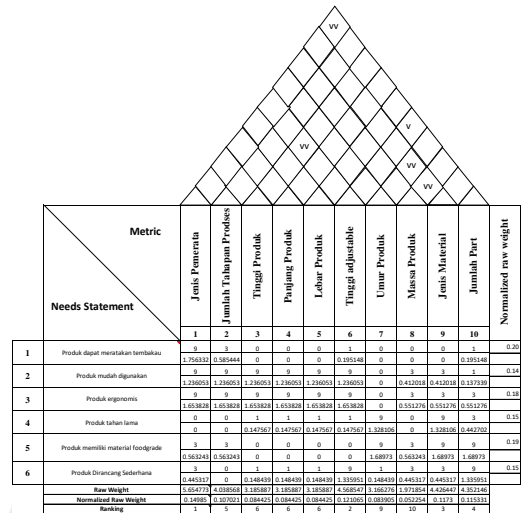 VV
V
VV
VV
VV
Metric
Needs Statement
Jenis Pemerata
Jumlah Tahapan Prodses
Tinggi Produk
Panjang Produk
Lebar Produk
Tinggi adjustable
Umur Produk
Massa Produk
Jenis Material
Jumlah Part
Normalized raw weight
1 2 3 4 5 6 7 8 9 10
9 3 0 0 0 1 0 0 0 1 0.20
1 Produk dapat meratakan tembakau
1.756332 0.585444 0 0 0 0.195148 0 0 0 0.195148
9 9 9 9 9 9 0 3 3 1 0.14
2 Produk mudah digunakan
1.236053 1.236053 1.236053 1.236053 1.236053 1.236053 0 0.412018 0.412018 0.137339
9 9 9 9 9 9 0 3 3 3 0.18
3 Produk ergonomis
1.653828 1.653828 1.653828 1.653828 1.653828 1.653828 0 0.551276 0.551276 0.551276
0 0 1 1 1 1 9 0 9 3 0.15
4 Produk tahan lama
0 0 0.147567 0.147567 0.147567 0.147567 1.328106 0 1.328106 0.442702
3 3 0 0 0 0 9 3 9 9 0.19
5 Produk memiliki material foodgrade
0.563243 0.563243 0 0 0 0 1.68973 0.563243 1.68973 1.68973
3 0 1 1 1 9 1 3 3 9 0.15
6 Produk Dirancang Sederhana
0.445317 0 0.148439 0.148439 0.148439 1.335951 0.148439 0.445317 0.445317 1.335951
Raw Weight 5.654773 4.038568 3.185887 3.185887 3.185887 4.568547 3.166276 1.971854 4.426447 4.352146
Normalized Raw Weight 0.14985 0.107021 0.084425 0.084425 0.084425 0.121065 0.083905 0.052254 0.1173 0.115331
Ranking 1 5 6 6 6 2 9 10 3 4